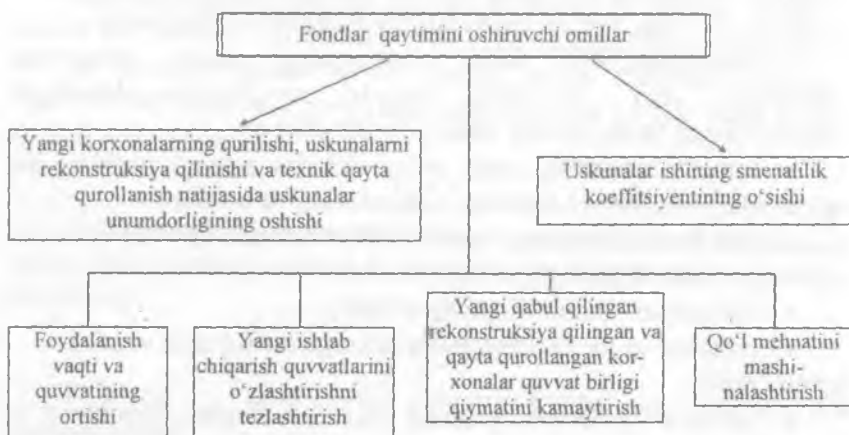 Fondlar qaytimini oshiruvchi omillar
Yangi korxonalarning qurilishi, uskunalarni
rekonstruksiya qilinishi va texnik qayta
qurollanish natijasida uskunalar
unumdorligining oshishi
Uskunalar ishining smenalilik
koeffitsiyentining o‘sishi
Foydalanish
vaqti va
quvvatining
ortishi
Yangi ishlab
chiqarish quvvatlarini
o‘zlashtirishni
tezlashtirish
Yangi qabul qilingan
rekonstruksiya qilingan va
qayta qurollangan kor-
xonalar quvvat birligi
qiymatini kamaytirish
Qo‘l mehnatini
mashi-
nalashtirish